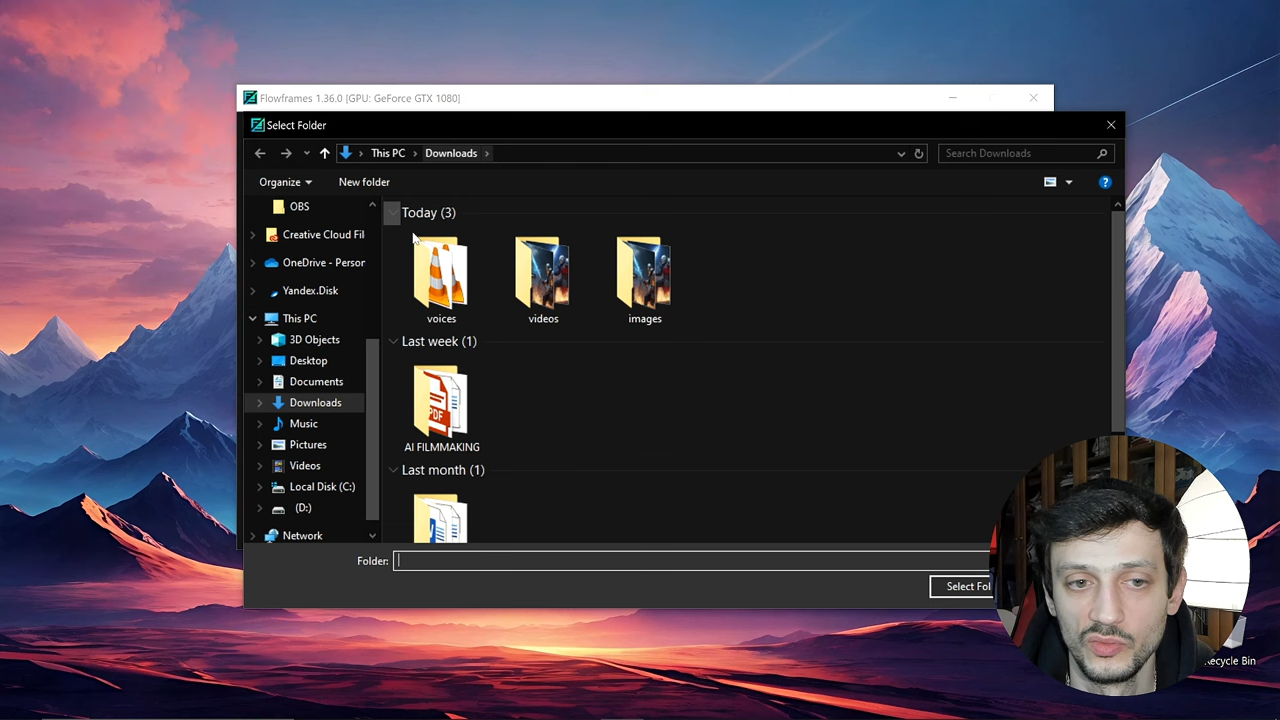 Flowframes 1.36.0 [GPU: GeForce GTX 1080]
Select Folder
This PC
Downloads
Search Downloads
Organize
New folder
OBS
Creative Cloud Fil
OneDrive - Persor
Yandex.Disk
This PC
3D Objects
Desktop
Documents
Downloads
Music
Pictures
Videos
Local Disk (C:)
(D:)
Network
Today (3)
voices
videos
images
Last week (1)
PDF
AI FILMMAKING
Last month (1)
W
Folder:
Select Fol
Recycle Bin